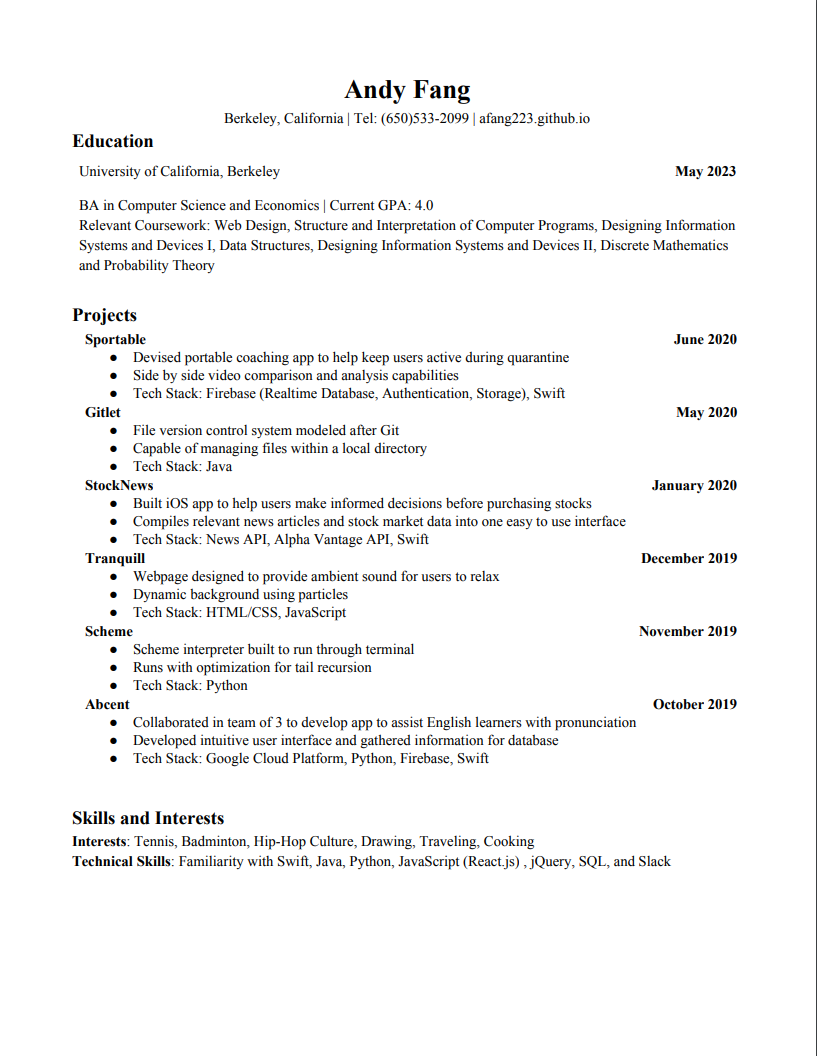 Andy Fang
Berkeley, California | Tel: (650)533-2099 | afang223.github.io
Education
University of California, Berkeley May 2023
BA in Computer Science and Economics | Current GPA: 4.0
Relevant Coursework: Web Design, Structure and Interpretation of Computer Programs, Designing Information
Systems and Devices I, Data Structures, Designing Information Systems and Devices II, Discrete Mathematics
and Probability Theory
Projects
Sportable June 2020
● Devised portable coaching app to help keep users active during quarantine
● Side by side video comparison and analysis capabilities
● Tech Stack: Firebase (Realtime Database, Authentication, Storage), Swift
Gitlet May 2020
● File version control system modeled after Git
● Capable of managing files within a local directory
● Tech Stack: Java
StockNews January 2020
● Built iOS app to help users make informed decisions before purchasing stocks
● Compiles relevant news articles and stock market data into one easy to use interface
● Tech Stack: News API, Alpha Vantage API, Swift
Tranquill December 2019
● Webpage designed to provide ambient sound for users to relax
● Dynamic background using particles
● Tech Stack: HTML/CSS, JavaScript
Scheme November 2019
● Scheme interpreter built to run through terminal
● Runs with optimization for tail recursion
● Tech Stack: Python
Abcent October 2019
● Collaborated in team of 3 to develop app to assist English learners with pronunciation
● Developed intuitive user interface and gathered information for database
● Tech Stack: Google Cloud Platform, Python, Firebase, Swift
Skills and Interests
Interests: Tennis, Badminton, Hip-Hop Culture, Drawing, Traveling, Cooking
Technical Skills: Familiarity with Swift, Java, Python, JavaScript (React.js) , jQuery, SQL, and Slack